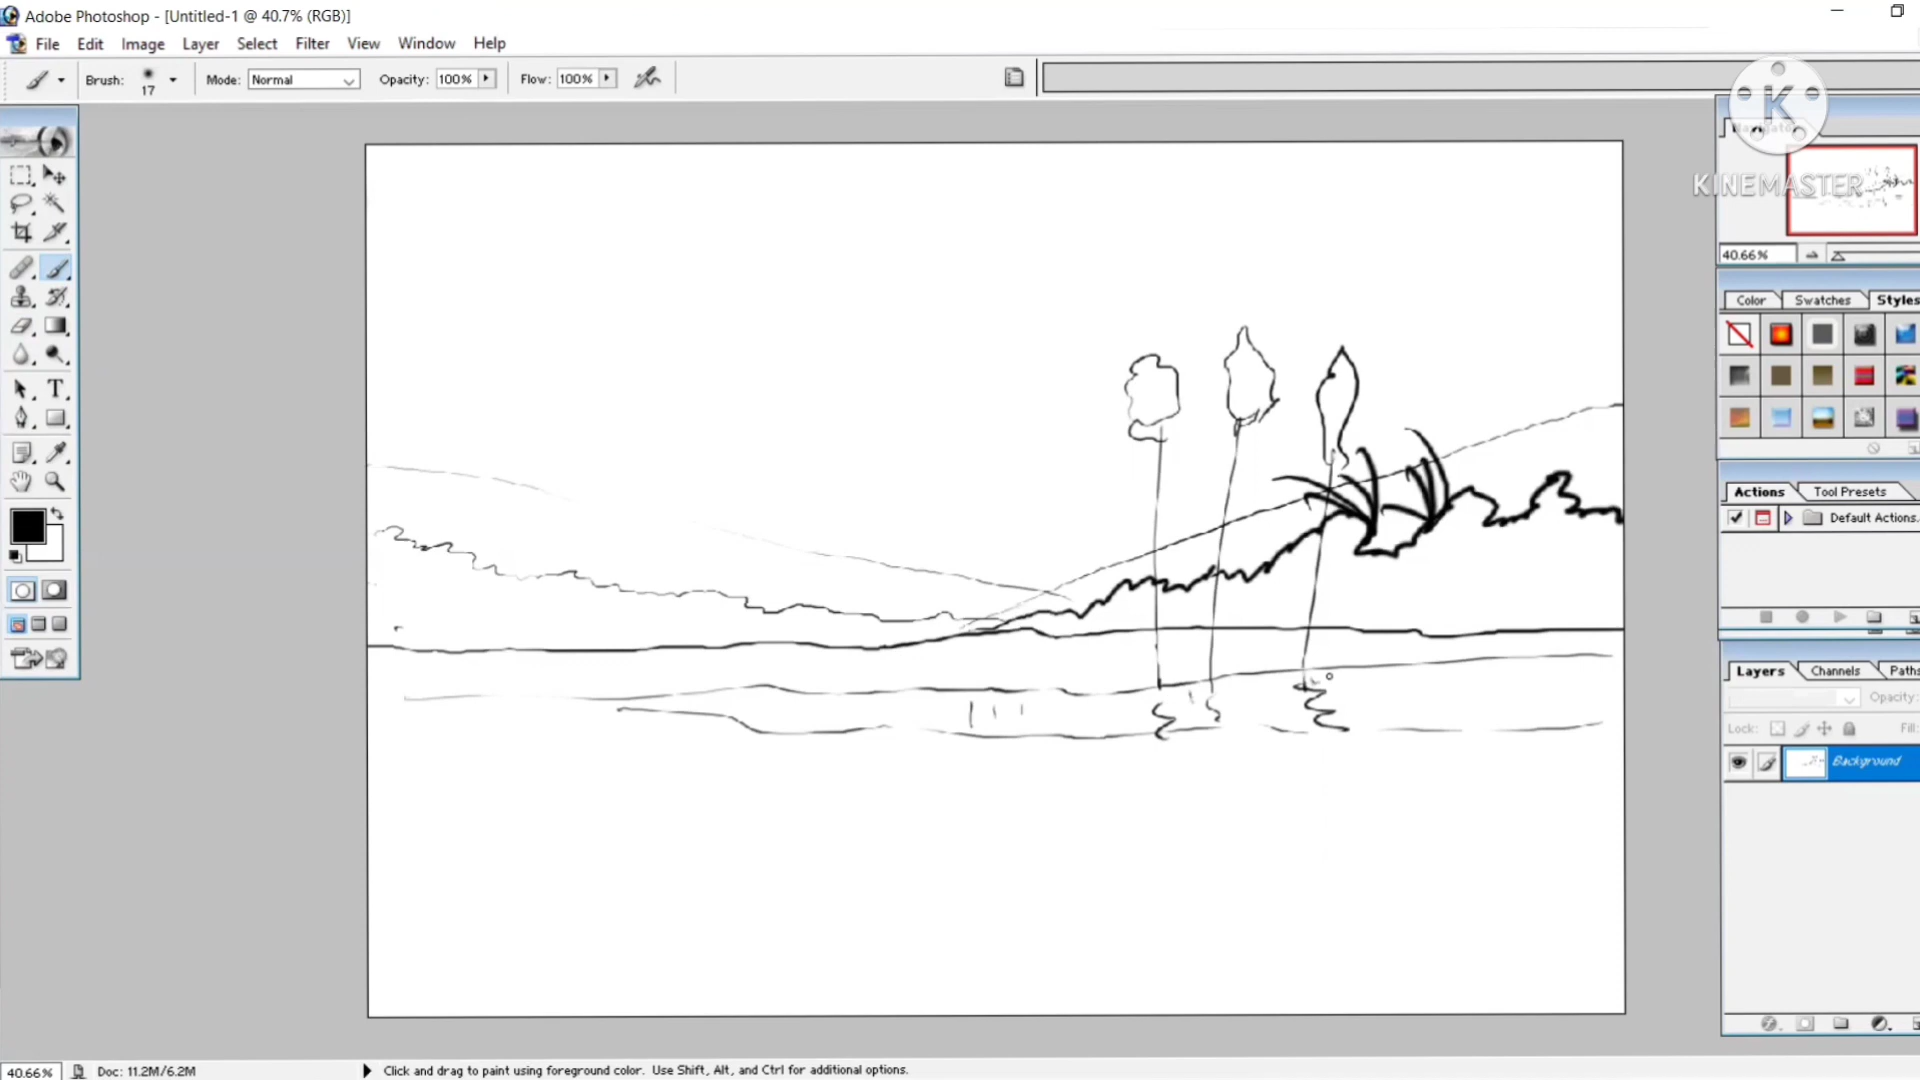 Adobe Photoshop - [Untitled-1 @ 40.7% (RGB)]
File Edit Image Layer Select Filter View Window Help
Brush: 17 Mode: Normal Opacity: 100% Flow: 100%
K
Navigator
KINEMASTER
40.66%
Color Swatches Styles
Actions Tool Presets
Default Actions.
Layers Channels Paths
Opacity:
Lock: Fill:
Background
40.66% Doc: 11.2M/6.2M Click and drag to paint using foreground color. Use Shift, Alt, and Ctrl for additional options.